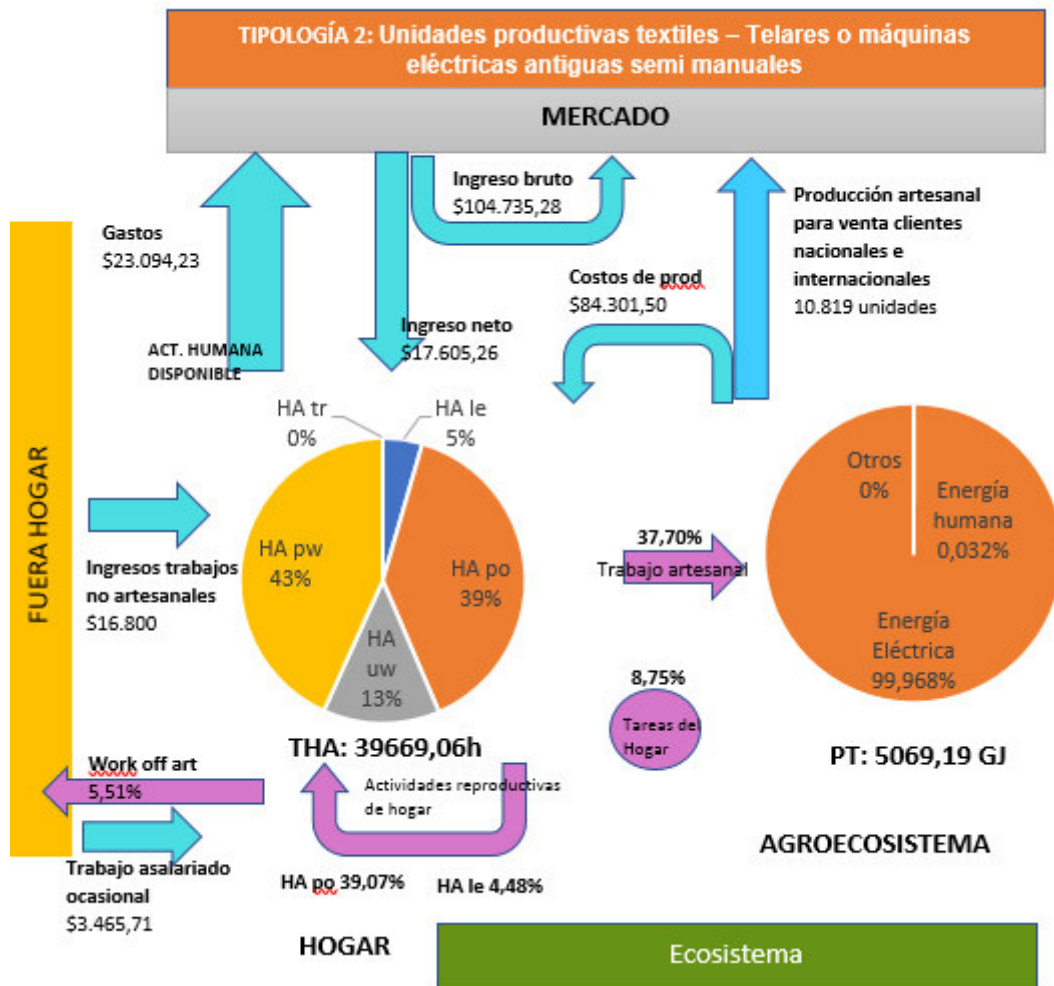 TIPOLOGÍA 2: Unidades productivas textiles – Telares o máquinas
eléctricas antiguas semi manuales
MERCADO
Ingreso bruto
$104.735,28
Producción artesanal
para venta clientes
nacionales e
internacionales
10.819 unidades
Gastos
$23.094,23
Costos de prod
$84.301,50
Ingreso neto
$17.605,26
ACT. HUMANA
DISPONIBLE
FUERA HOGAR
HA tr
0%
HA le
5%
HA pw
43%
HA po
39%
HA
uw
13%
Otros
0%
Energía
humana
0,032%
Energía
Eléctrica
99,968%
37,70%
Trabajo artesanal
Ingresos trabajos
no artesanales
$16.800
8,75%
Tareas del
Hogar
THA: 39669,06h
PT: 5069,19 GJ
Work off art
5,51%
Actividades reproductivas
de hogar
AGROECOSISTEMA
Trabajo asalariado
ocasional
$3.465,71
HA po 39,07%
HA le 4,48%
HOGAR
Ecosistema